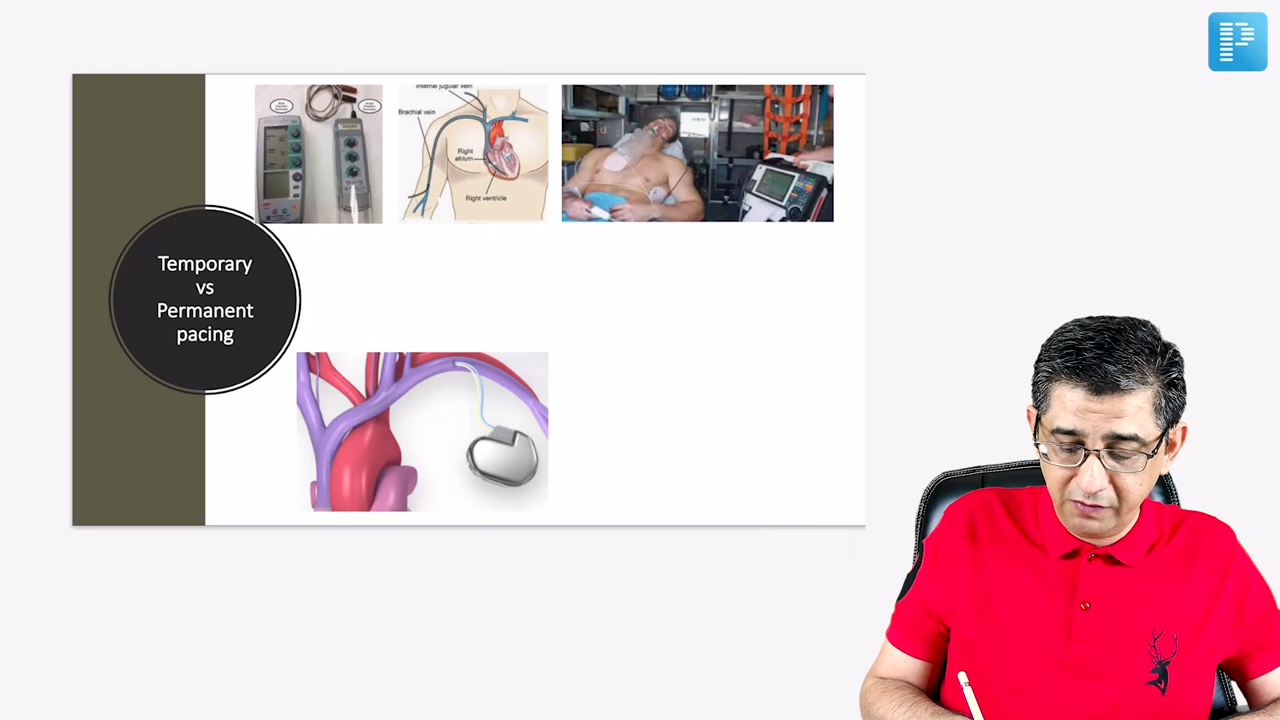 Internal jugular vein
Brachial vein
Right
atrium
Right ventricle
Temporary
vs
Permanent
pacing